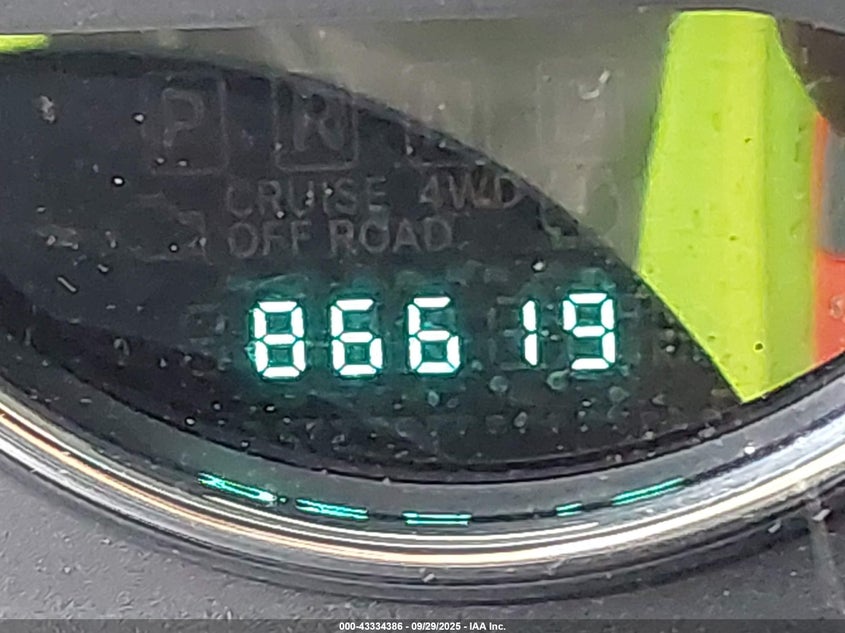 P R N
CRUISE 4WD
OFF ROAD
86619
000-43334386 - 09/29/2025 - IAA Inc.